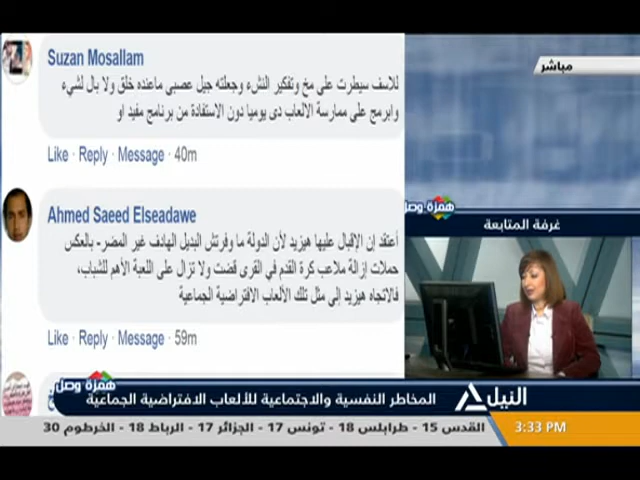 Suzan Mosallam
للاسف سيطرت على مخ وتفكير النشء وجعلته جيل عصبى ماعنده خلق ولا بال لشيء
وابرمج على ممارسة الالعاب دى يوميا دون الاستفادة من برنامج مفيد او
Like · Reply · Message · 40m
Ahmed Saeed Elseadawe
أعتقد إن الإقبال عليها هيزيد لأن الدولة ما وفرتش البديل الهادف غير المضر- بالعكس
حملات إزالة ملاعب كرة القدم في القرى قضت ولا تزال على اللعبة الأهم للشباب،
فالاتجاه هيزيد إلى مثل تلك الألعاب الافتراضية الجماعية
Like · Reply · Message · 59m
مباشر
همزة وصل
غرفة المتابعة
همزة وصل
المخاطر النفسية والاجتماعية للألعاب الافتراضية الجماعية
النيل
القدس 15 - طرابلس 18 - تونس 17 - الجزائر 17 - الرباط 18 - الخرطوم 30
3:33 PM